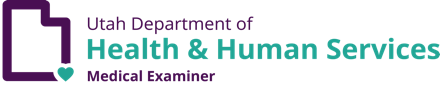 Utah Department of
Health & Human Services
Medical Examiner